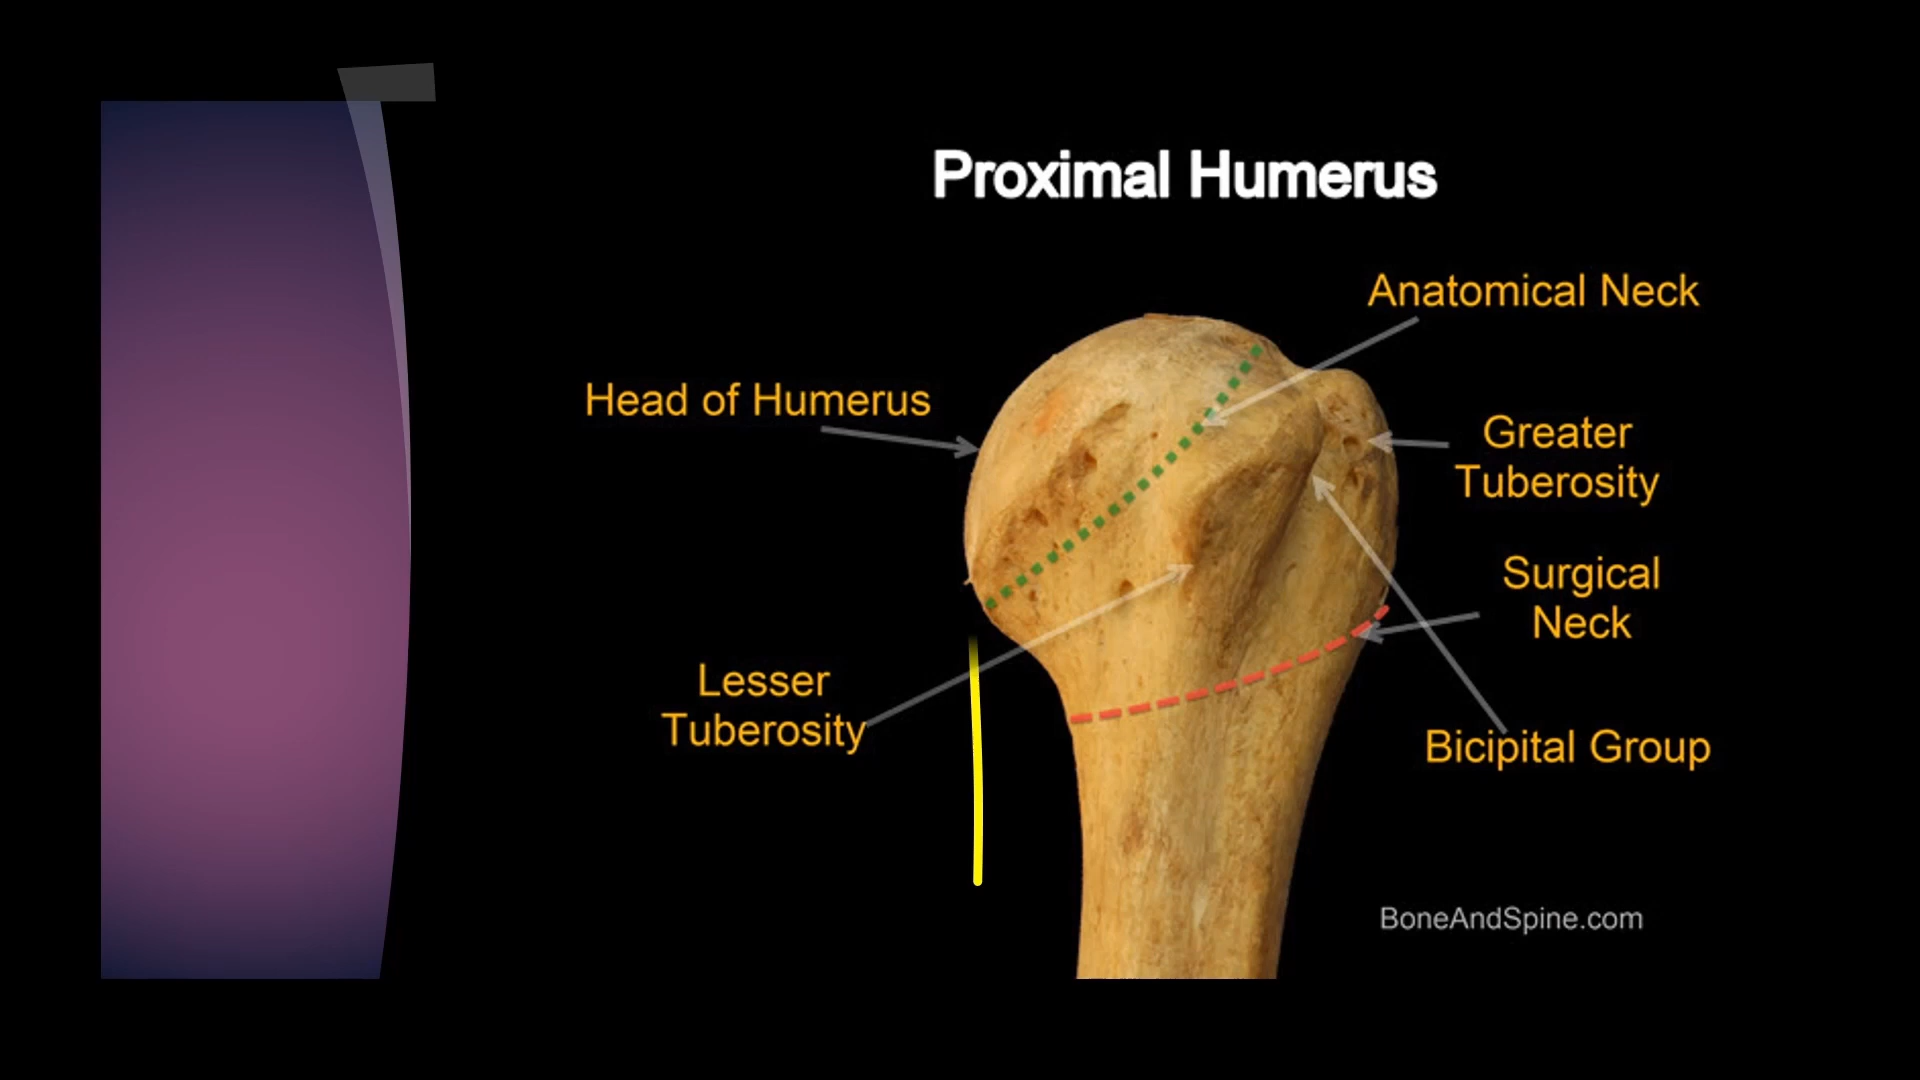 Proximal Humerus
Anatomical Neck
Head of Humerus
Greater
Tuberosity
Surgical
Neck
Lesser
Tuberosity
Bicipital Group
BoneAndSpine.com